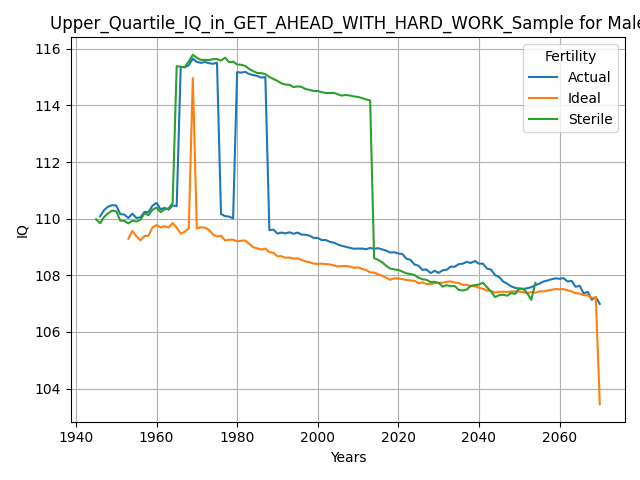 Upper_Quartile_IQ_in_GET_AHEAD_WITH_HARD_WORK_Sample for Male
116
114
112
110
108
106
104
IQ
1940
1960
1980
2000
2020
2040
2060
Years
Fertility
Actual
Ideal
Sterile